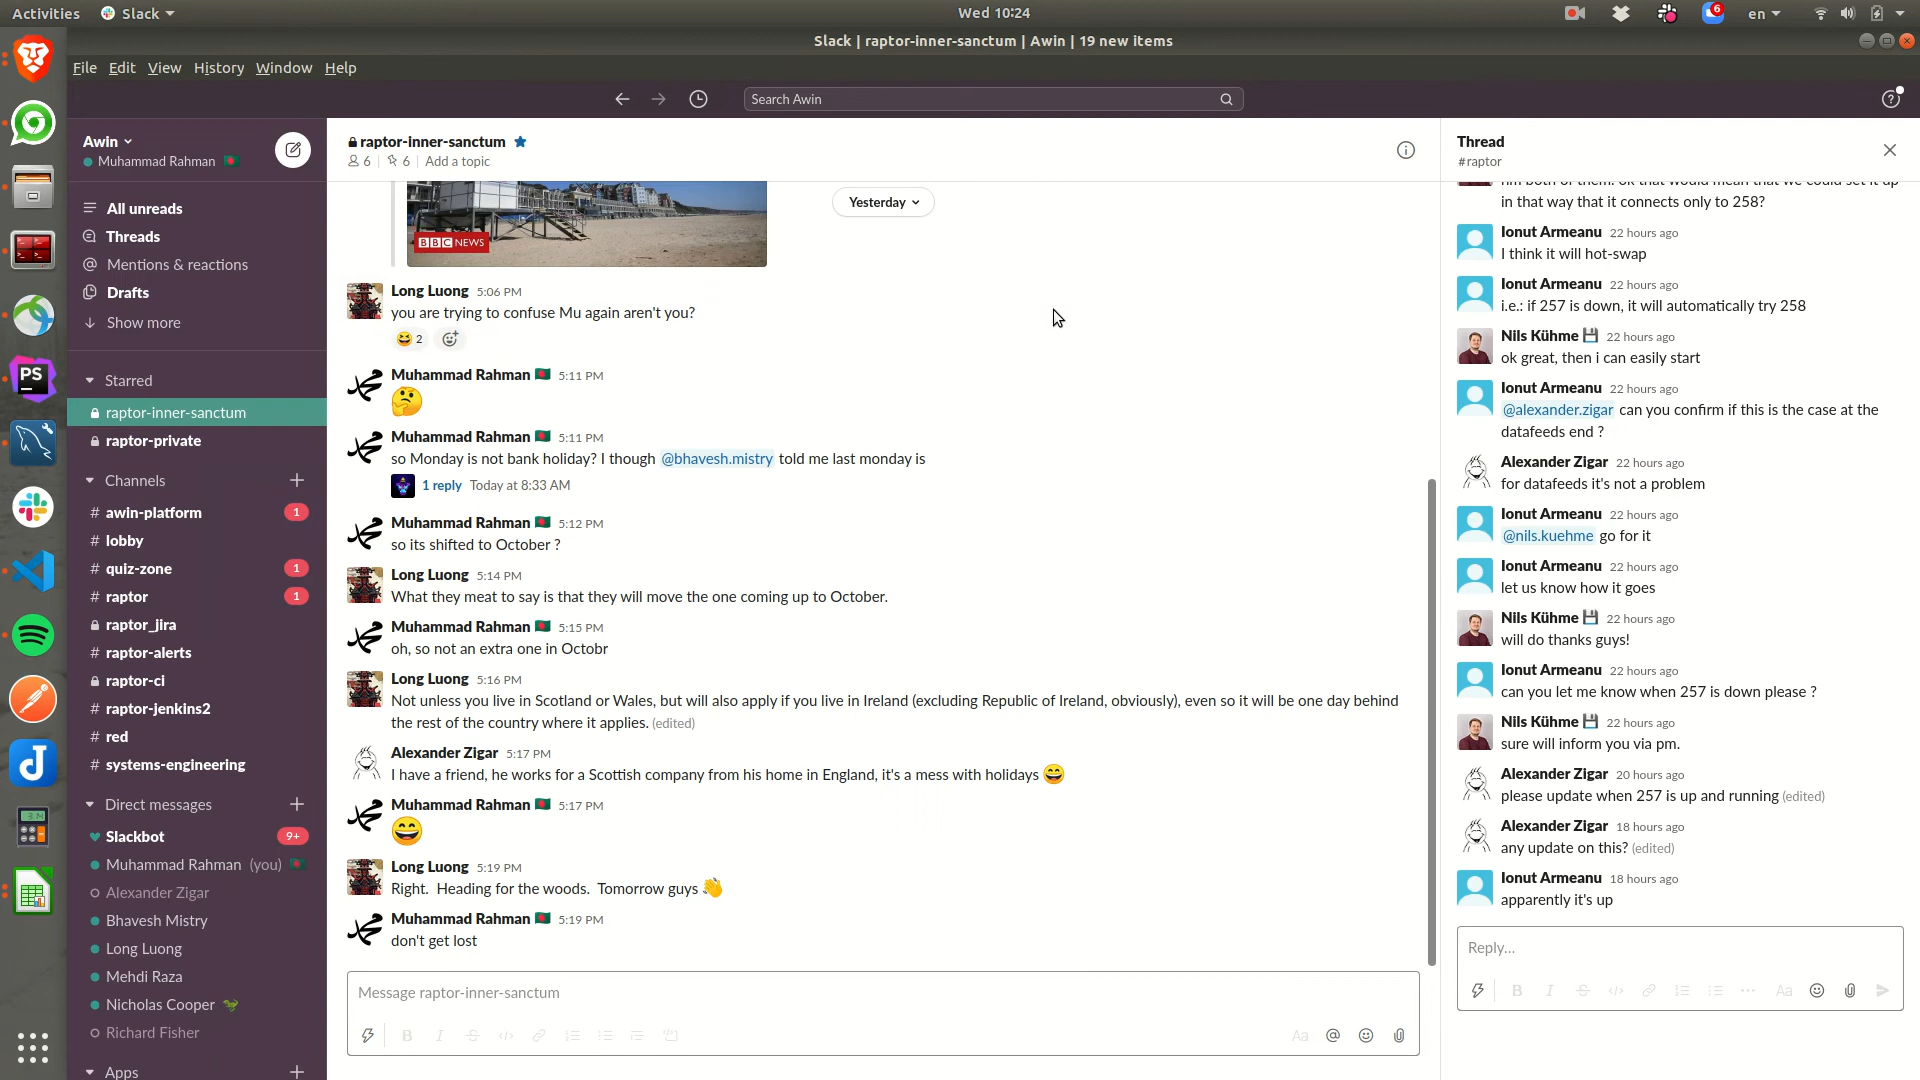 Activities
Slack
Wed 10:24
6
en
Slack | raptor-inner-sanctum | Awin | 19 new items
File Edit View History Window Help
Search Awin
Awin
Muhammad Rahman
All unreads
Threads
Mentions & reactions
Drafts
Show more
Starred
raptor-inner-sanctum
raptor-private
Channels
# awin-platform 1
# lobby
# quiz-zone 1
# raptor 1
raptor_jira
# raptor-alerts
raptor-ci
# raptor-jenkins2
# red
# systems-engineering
Direct messages
Slackbot 9+
Muhammad Rahman (you)
Alexander Zigar
Bhavesh Mistry
Long Luong
Mehdi Raza
Nicholas Cooper
Richard Fisher
Apps
raptor-inner-sanctum
6 | 6 | Add a topic
Yesterday
BBC NEWS
Long Luong 5:06 PM
you are trying to confuse Mu again aren't you?
2
Muhammad Rahman 5:11 PM
Muhammad Rahman 5:11 PM
so Monday is not bank holiday? I though @bhavesh.mistry told me last monday is
1 reply Today at 8:33 AM
Muhammad Rahman 5:12 PM
so its shifted to October ?
Long Luong 5:14 PM
What they meat to say is that they will move the one coming up to October.
Muhammad Rahman 5:15 PM
oh, so not an extra one in Octobr
Long Luong 5:16 PM
Not unless you live in Scotland or Wales, but will also apply if you live in Ireland (excluding Republic of Ireland, obviously), even so it will be one day behind
the rest of the country where it applies. (edited)
Alexander Zigar 5:17 PM
I have a friend, he works for a Scottish company from his home in England, it's a mess with holidays
Muhammad Rahman 5:17 PM
Long Luong 5:19 PM
Right. Heading for the woods. Tomorrow guys
Muhammad Rahman 5:19 PM
don't get lost
Message raptor-inner-sanctum
B I S Aa @
Thread
#raptor
hm both of them. ok that would mean that we could set it up
in that way that it connects only to 258?
Ionut Armeanu 22 hours ago
I think it will hot-swap
Ionut Armeanu 22 hours ago
i.e.: if 257 is down, it will automatically try 258
Nils Kühme 22 hours ago
ok great, then i can easily start
Ionut Armeanu 22 hours ago
@alexander.zigar can you confirm if this is the case at the
datafeeds end ?
Alexander Zigar 22 hours ago
for datafeeds it's not a problem
Ionut Armeanu 22 hours ago
@nils.kuehme go for it
Ionut Armeanu 22 hours ago
let us know how it goes
Nils Kühme 22 hours ago
will do thanks guys!
Ionut Armeanu 22 hours ago
can you let me know when 257 is down please ?
Nils Kühme 22 hours ago
sure will inform you via pm.
Alexander Zigar 20 hours ago
please update when 257 is up and running (edited)
Alexander Zigar 18 hours ago
any update on this? (edited)
Ionut Armeanu 18 hours ago
apparently it's up
Reply...
B I S Aa
PS